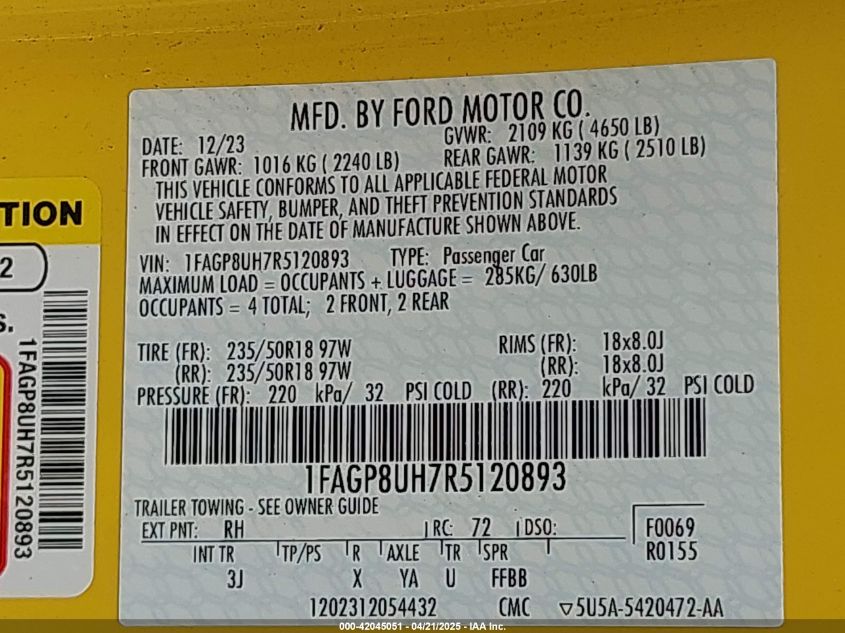 MFD. BY FORD MOTOR CO.
DATE: 12/23 GVWR: 2109 KG ( 4650 LB)
FRONT GAWR: 1016 KG ( 2240 LB) REAR GAWR: 1139 KG ( 2510 LB)
THIS VEHICLE CONFORMS TO ALL APPLICABLE FEDERAL MOTOR
VEHICLE SAFETY, BUMPER, AND THEFT PREVENTION STANDARDS
IN EFFECT ON THE DATE OF MANUFACTURE SHOWN ABOVE.
VIN: 1FAGP8UH7R5120893 TYPE: Passenger Car
MAXIMUM LOAD = OCCUPANTS + LUGGAGE = 285KG/ 630LB
OCCUPANTS = 4 TOTAL; 2 FRONT, 2 REAR
TIRE (FR): 235/50R18 97W RIMS (FR): 18x8.0J
(RR): 235/50R18 97W (RR): 18x8.0J
PRESSURE (FR): 220 kPa/ 32 PSI COLD (RR): 220 kPa/ 32 PSI COLD
1FAGP8UH7R5120893
TRAILER TOWING - SEE OWNER GUIDE
EXT PNT: RH RC: 72 DSO: F0069
R0155
INT TR TP/PS R AXLE TR SPR
3J X YA U FFBB
1202312054432 CMC ▽5U5A-5420472-AA
TION
2
S.
1FAGP8UH7R5120893
000-42045051 - 04/21/2025 - IAA Inc.